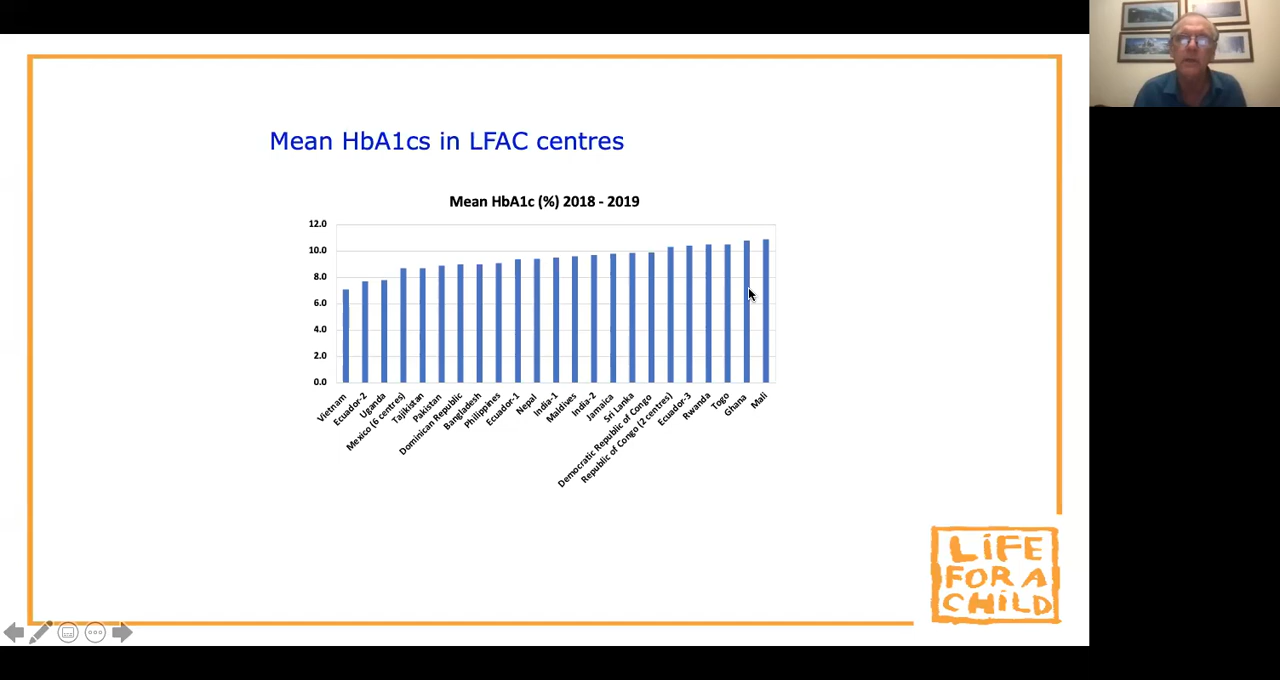 Mean HbA1cs in LFAC centres
Mean HbA1c (%) 2018 - 2019
12.0
10.0
8.0
6.0
4.0
2.0
0.0
Vietnam
Ecuador-2
Uganda
Mexico (6 centres)
Tajikistan
Pakistan
Dominican Republic
Bangladesh
Philippines
Ecuador-1
Nepal
India-1
Maldives
India-2
Jamaica
Sri Lanka
Democratic Republic of Congo
Republic of Congo (2 centres)
Ecuador-3
Rwanda
Togo
Ghana
Mali
LiFE
FOR A
CHiLD